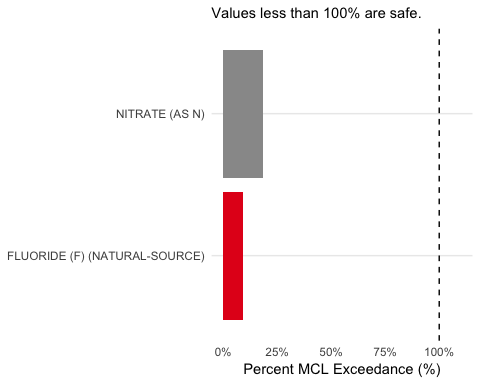 Values less than 100% are safe.
NITRATE (AS N)
FLUORIDE (F) (NATURAL-SOURCE)
0% 25% 50% 75% 100%
Percent MCL Exceedance (%)